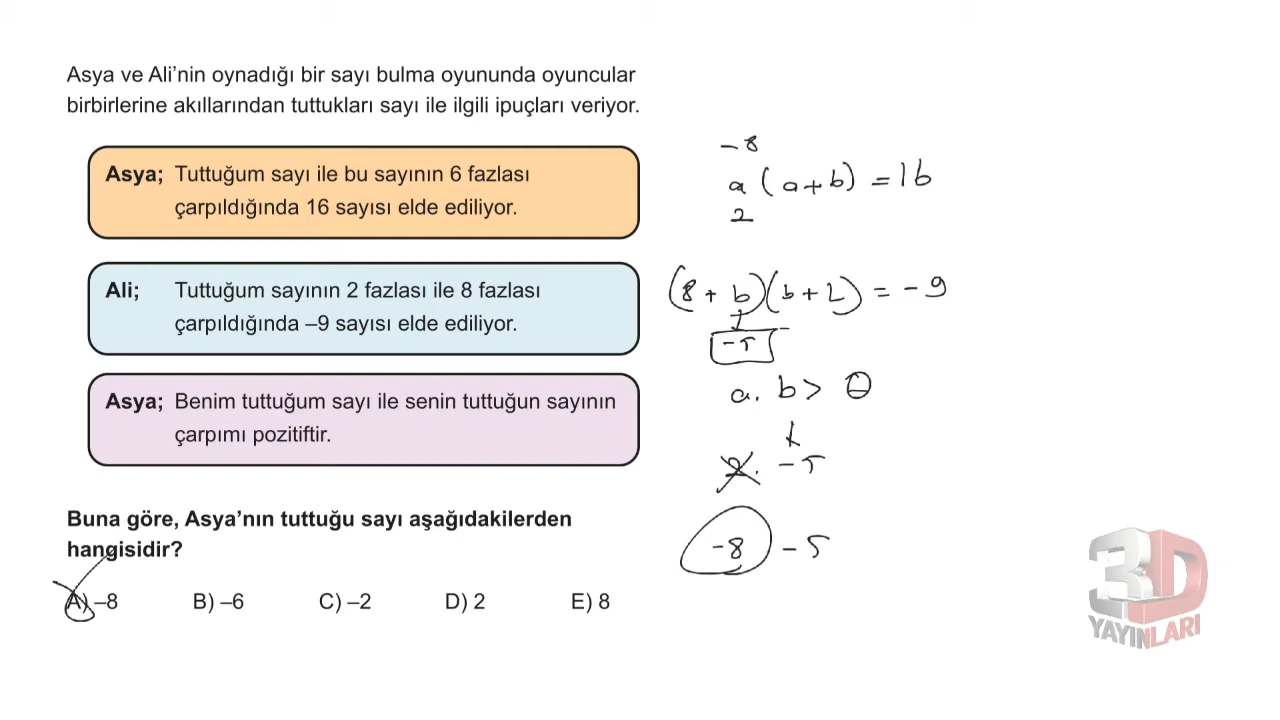 Asya ve Ali’nin oynadığı bir sayı bulma oyununda oyuncular
birbirlerine akıllarından tuttukları sayı ile ilgili ipuçları veriyor.
Asya; Tuttuğum sayı ile bu sayının 6 fazlası
çarpıldığında 16 sayısı elde ediliyor.
Ali; Tuttuğum sayının 2 fazlası ile 8 fazlası
çarpıldığında –9 sayısı elde ediliyor.
Asya; Benim tuttuğum sayı ile senin tuttuğun sayının
çarpımı pozitiftir.
Buna göre, Asya’nın tuttuğu sayı aşağıdakilerden
hangisidir?
A) –8 B) –6 C) –2 D) 2 E) 8
-8
a (a+6) = 16
2
(8 + b)(b + 2) = - 9
-5
a. b > 0
2. -5
-8 -5
3D
YAYINLARI